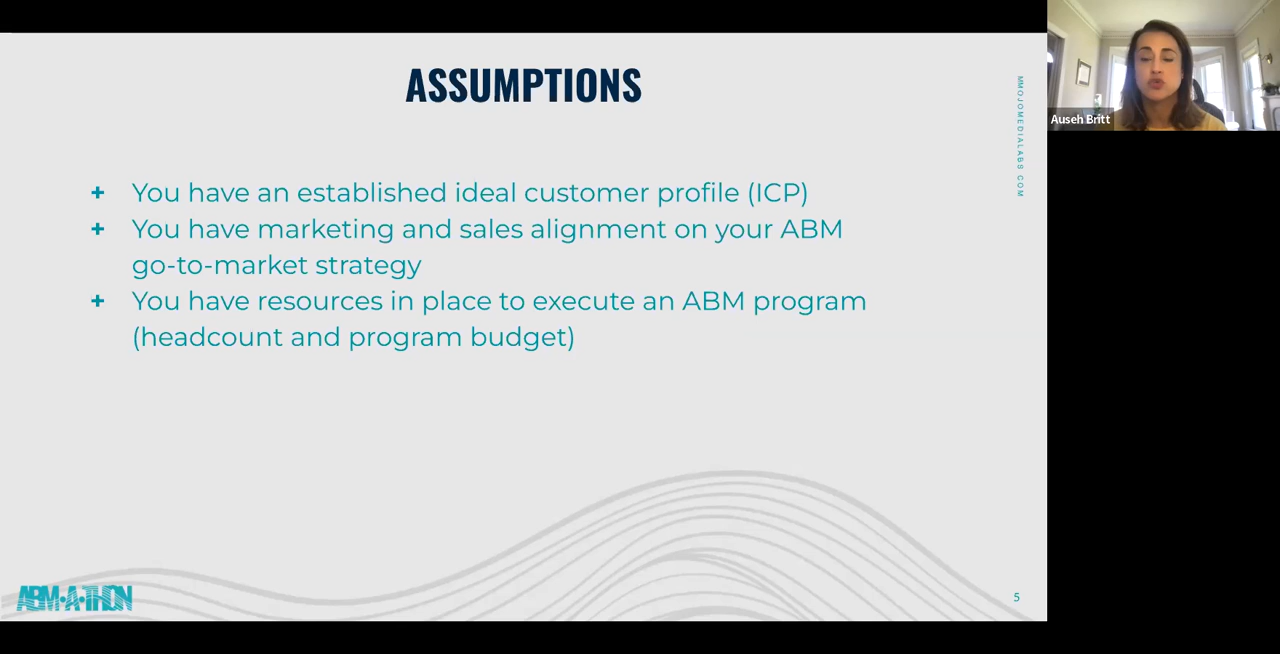 ASSUMPTIONS
+ You have an established ideal customer profile (ICP)
+ You have marketing and sales alignment on your ABM
go-to-market strategy
+ You have resources in place to execute an ABM program
(headcount and program budget)
MMOJOMEDIALABS COM
Auseh Britt
ABM•A•THON
5